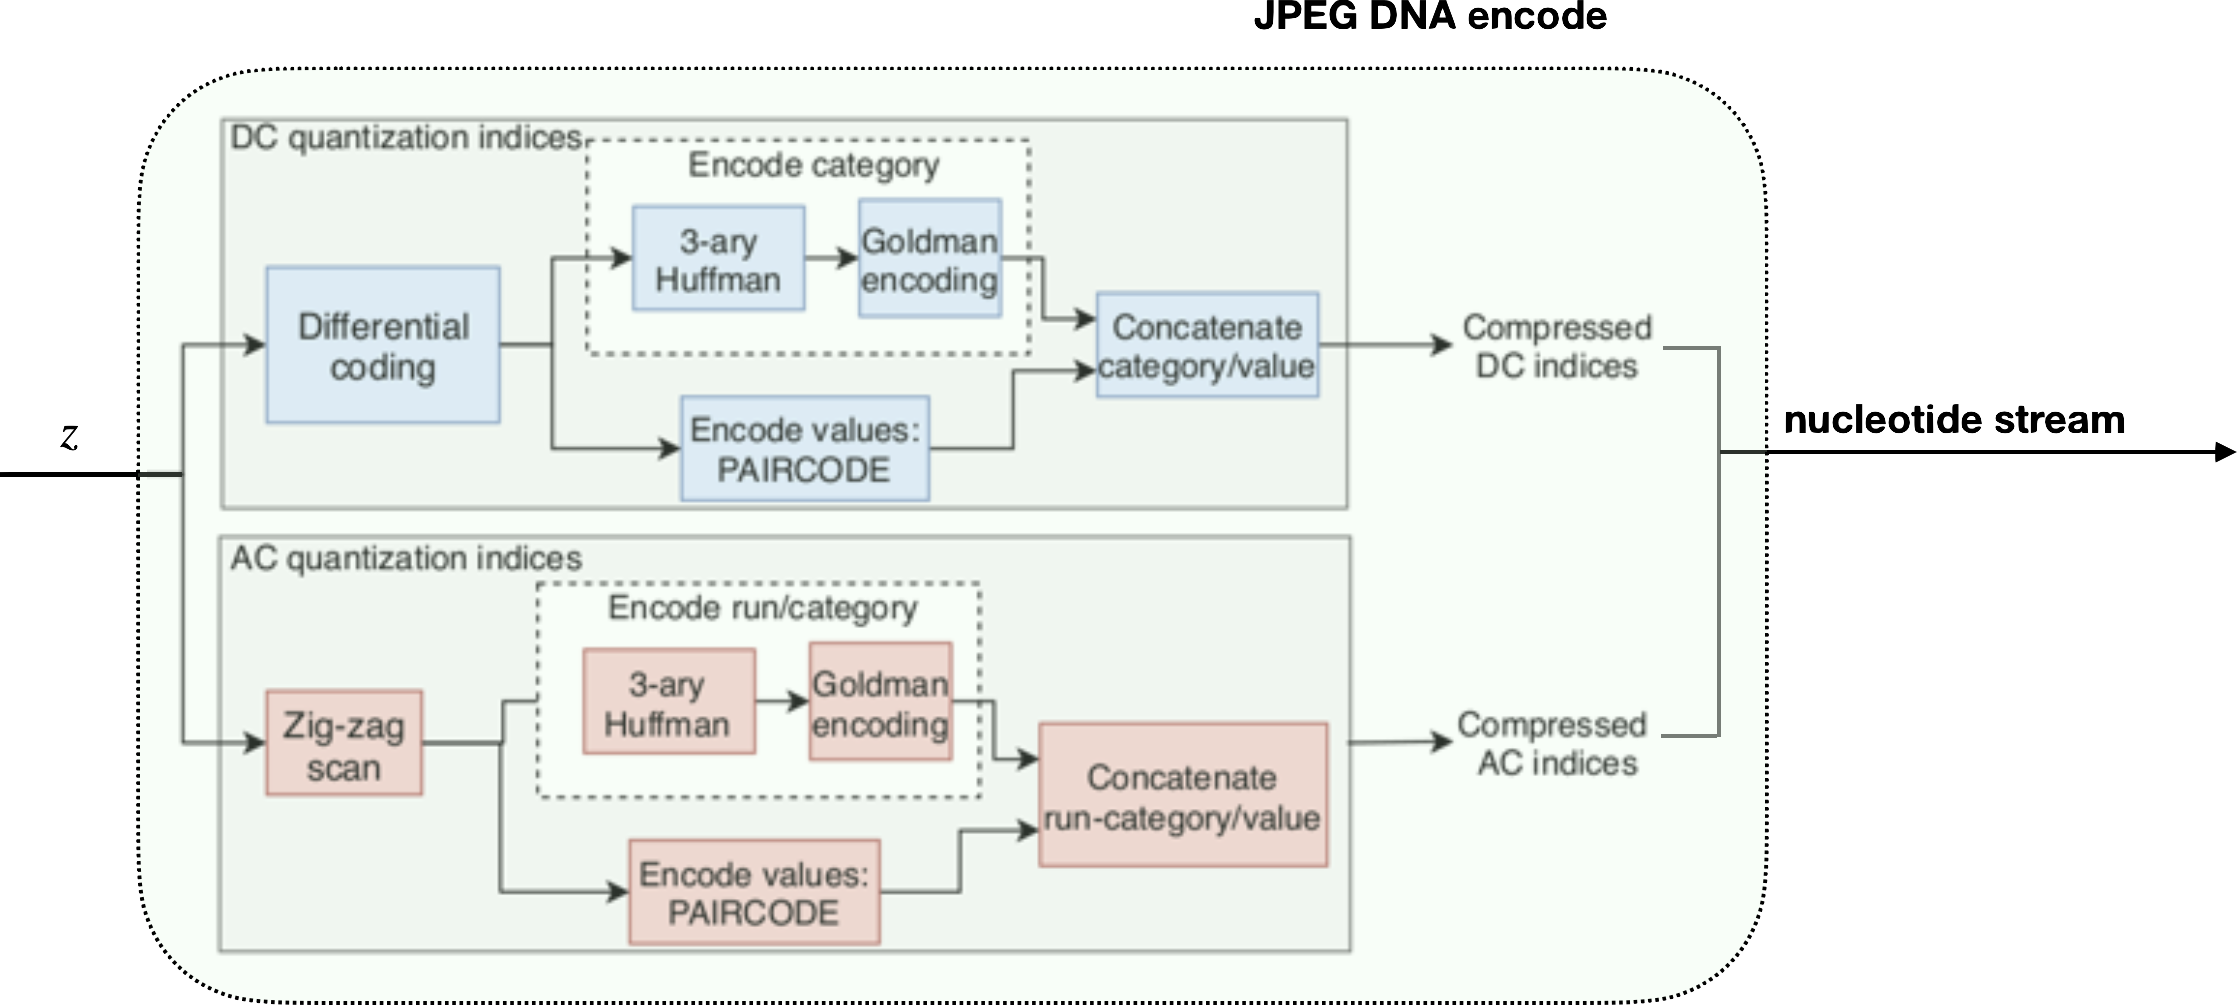 JPEG DNA encode
DC quantization indices
Encode category
3-ary
Huffman
Goldman
encoding
Differential
coding
Concatenate
category/value
Encode values:
PAIRCODE
Compressed
DC indices
z
nucleotide stream
AC quantization indices
Encode run/category
3-ary
Huffman
Goldman
encoding
Zig-zag
scan
Concatenate
run-category/value
Encode values:
PAIRCODE
Compressed
AC indices